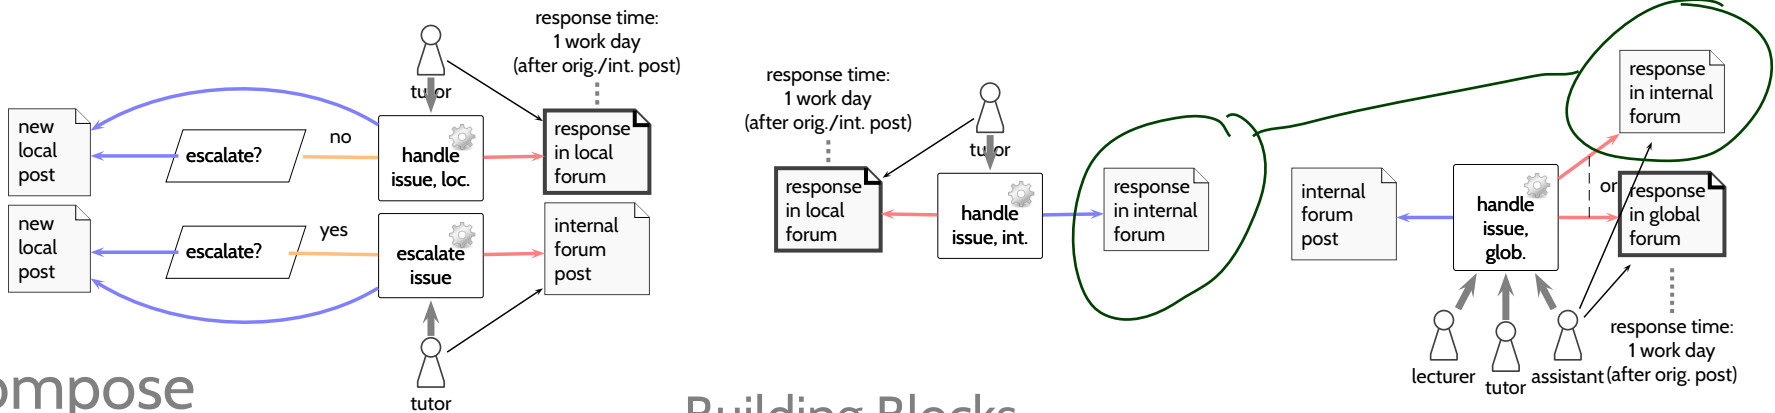 response time:
1 work day
(after orig./int. post)
tutor
new
local
post
escalate?
no
handle
issue, loc.
response
in local
forum
new
local
post
escalate?
yes
escalate
issue
internal
forum
post
tutor
response time:
1 work day
(after orig./int. post)
tutor
response
in local
forum
handle
issue, int.
response
in internal
forum
response
in internal
forum
internal
forum
post
handle
issue,
glob.
or
response
in global
forum
lecturer
tutor
assistant
response time:
1 work day
(after orig. post)
ompose
Building Blocks